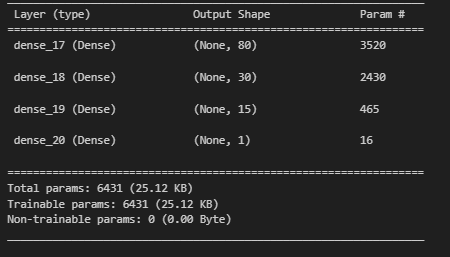 Layer (type) Output Shape Param #
=================================================================
dense_17 (Dense) (None, 80) 3520
dense_18 (Dense) (None, 30) 2430
dense_19 (Dense) (None, 15) 465
dense_20 (Dense) (None, 1) 16
=================================================================
Total params: 6431 (25.12 KB)
Trainable params: 6431 (25.12 KB)
Non-trainable params: 0 (0.00 Byte)